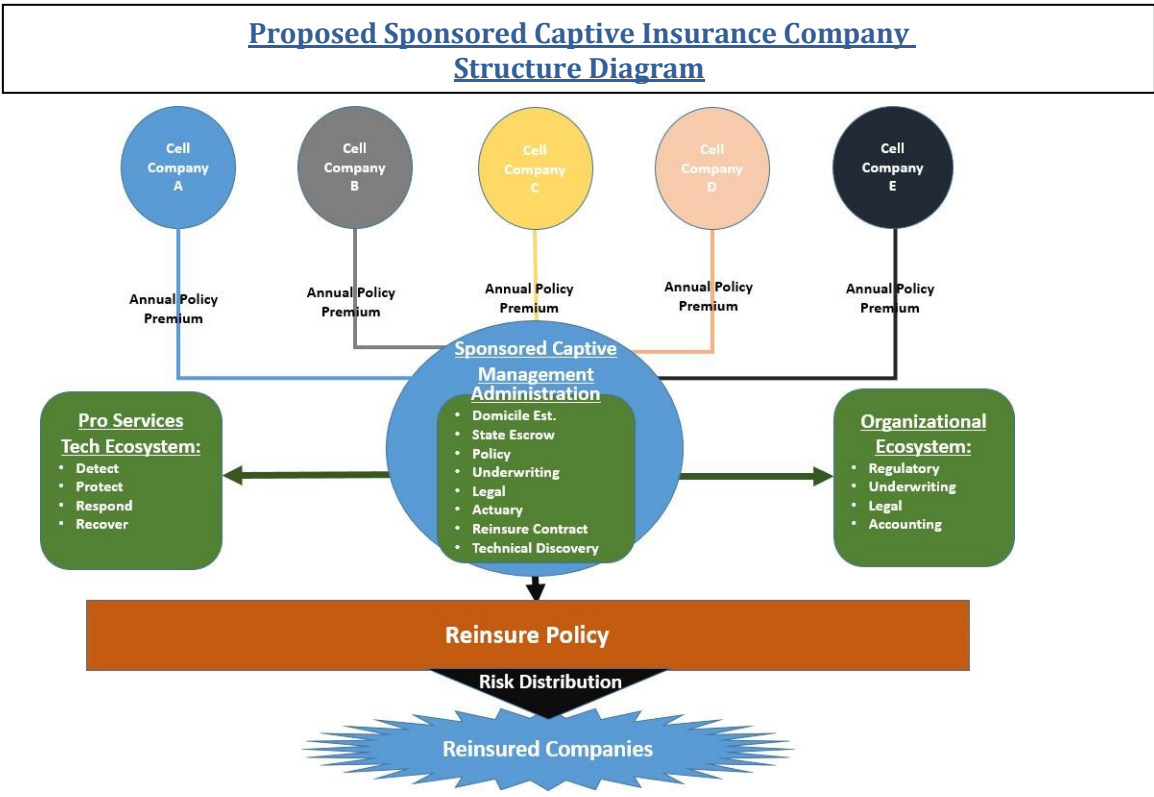 Proposed Sponsored Captive Insurance Company
Structure Diagram
Cell
Company
A
Cell
Company
B
Cell
Company
C
Cell
Company
D
Cell
Company
E
Annual Policy
Premium
Annual Policy
Premium
Annual Policy
Premium
Annual Policy
Premium
Annual Policy
Premium
Sponsored Captive
Management
Administration
• Domicile Est.
• State Escrow
• Policy
• Underwriting
• Legal
• Actuary
• Reinsure Contract
• Technical Discovery
Pro Services
Tech Ecosystem:
• Detect
• Protect
• Respond
• Recover
Organizational
Ecosystem:
• Regulatory
• Underwriting
• Legal
• Accounting
Reinsure Policy
Risk Distribution
Reinsured Companies